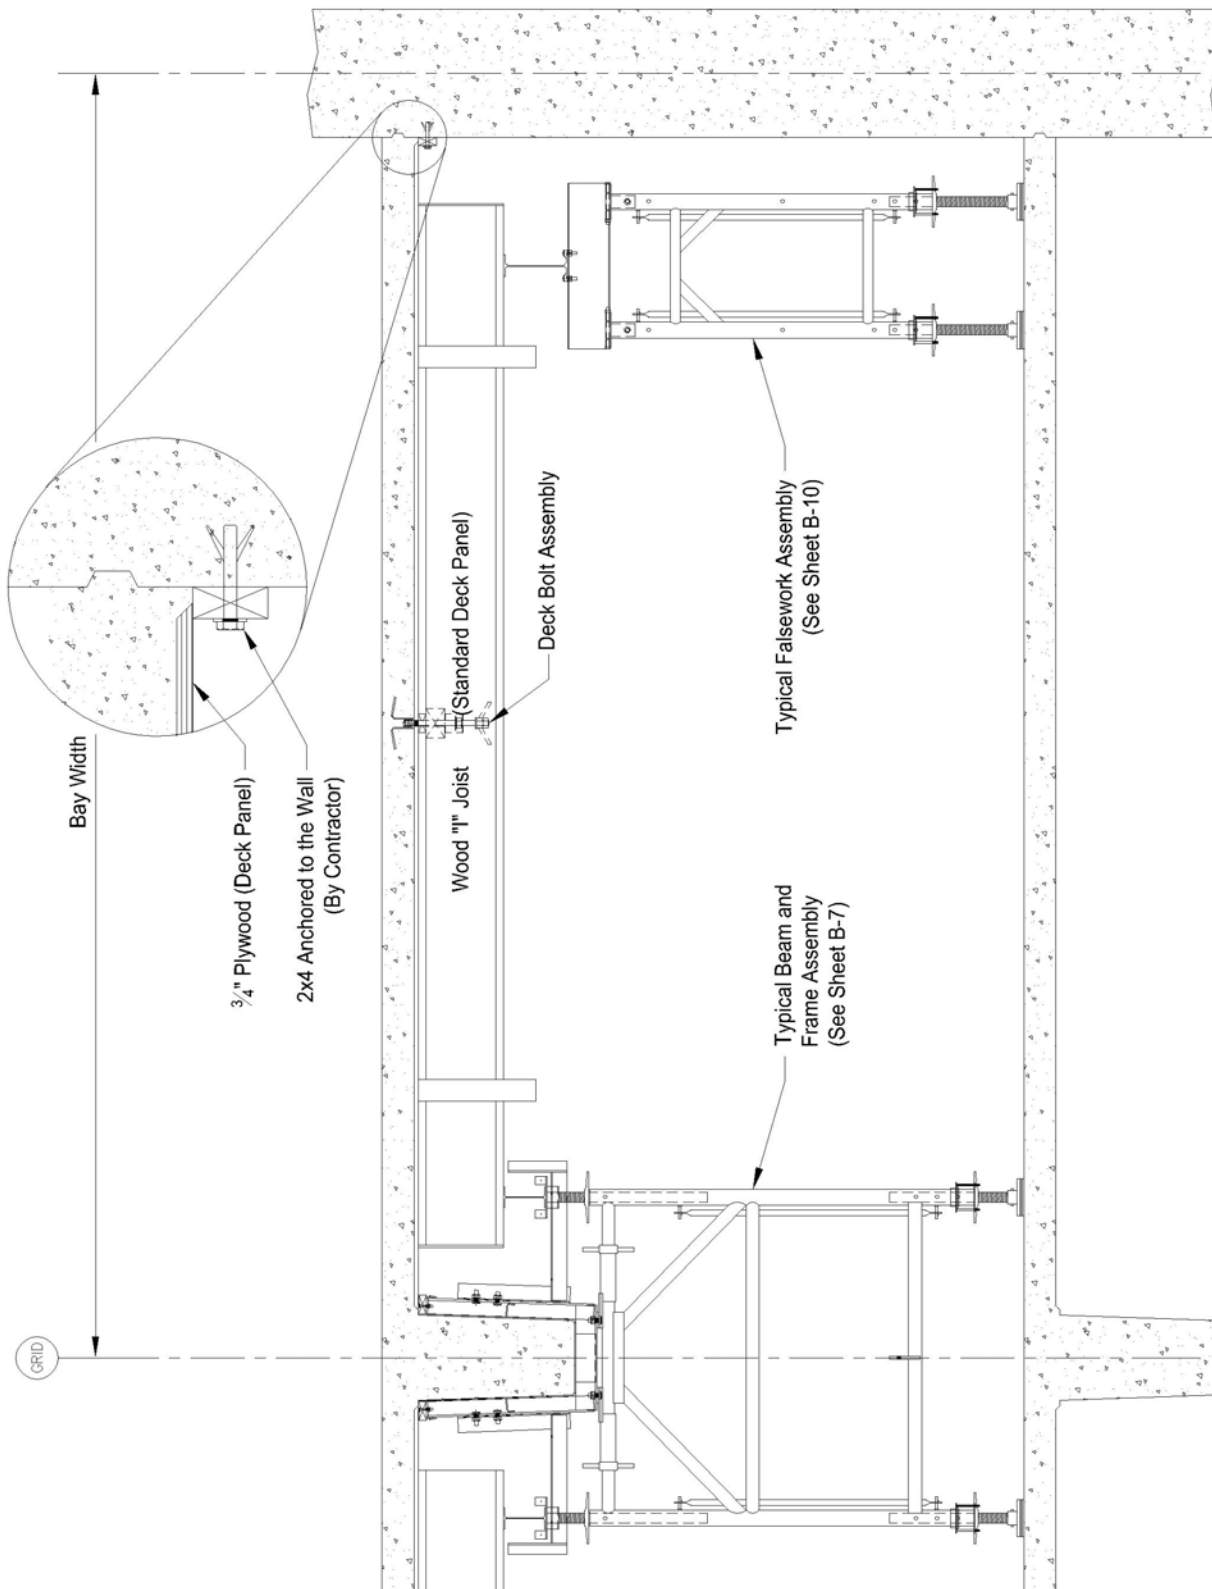 GRID
Bay Width
3/4" Plywood (Deck Panel)
2x4 Anchored to the Wall
(By Contractor)
Wood "I" Joist
(Standard Deck Panel)
Deck Bolt Assembly
Typical Beam and
Frame Assembly
(See Sheet B-7)
Typical Falsework Assembly
(See Sheet B-10)